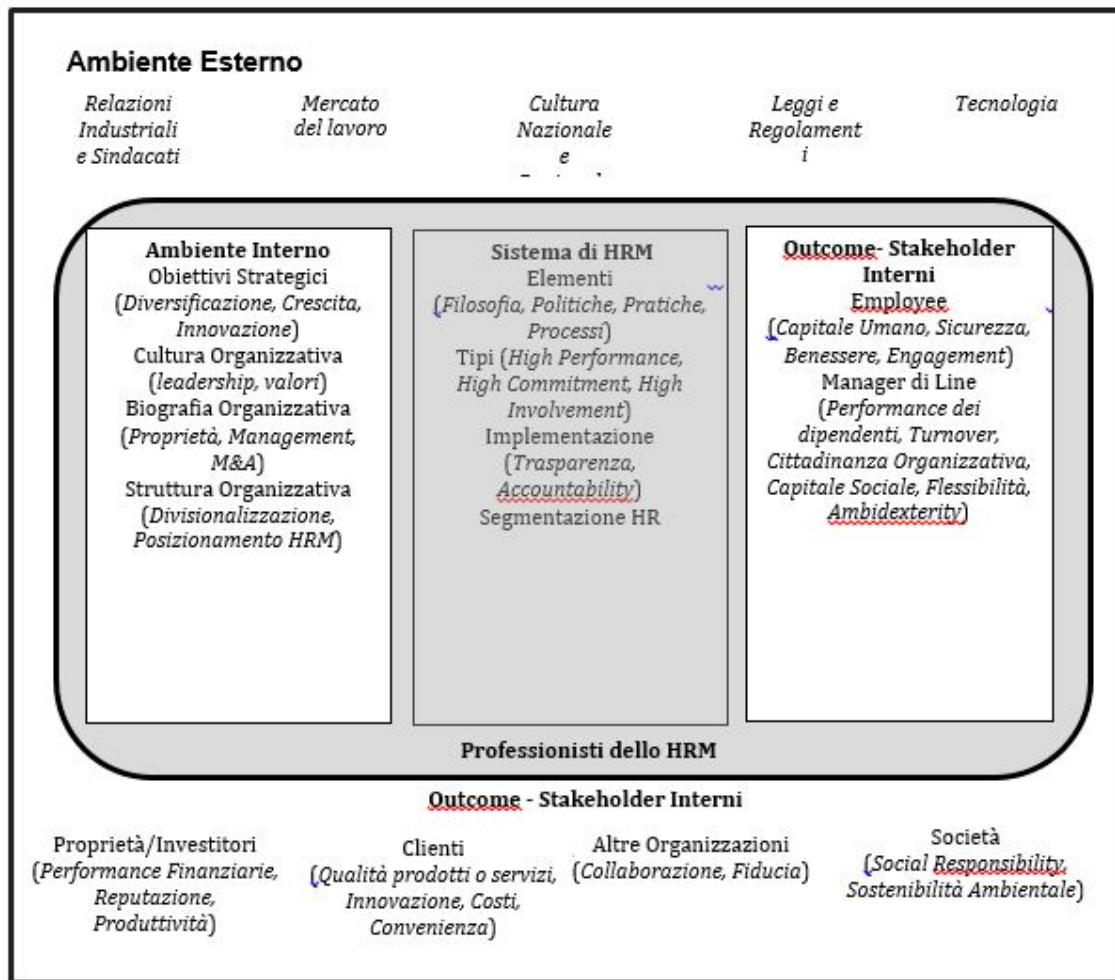 Ambiente Esterno
Relazioni
Industriali
e Sindacati
Mercato
del lavoro
Cultura
Nazionale
e
Leggi e
Regolament
i
Tecnologia
Ambiente Interno
Obiettivi Strategici
(Diversificazione, Crescita,
Innovazione)
Cultura Organizzativa
(leadership, valori)
Biografia Organizzativa
(Proprietà, Management,
M&A)
Struttura Organizzativa
(Divisionalizzazione,
Posizionamento HRM)
Sistema di HRM
Elementi
(Filosofia, Politiche, Pratiche,
Processi)
Tipi (High Performance,
High Commitment, High
Involvement)
Implementazione
(Trasparenza,
Accountability)
Segmentazione HR
Outcome- Stakeholder
Interni
Employee
(Capitale Umano, Sicurezza,
Benessere, Engagement)
Manager di Line
(Performance dei
dipendenti, Turnover,
Cittadinanza Organizzativa,
Capitale Sociale, Flessibilità,
Ambidexterity)
Professionisti dello HRM
Outcome - Stakeholder Interni
Proprietà/Investitori
(Performance Finanziarie,
Reputazione,
Produttività)
Clienti
(Qualità prodotti o servizi,
Innovazione, Costi,
Convenienza)
Altre Organizzazioni
(Collaborazione, Fiducia)
Società
(Social Responsibility,
Sostenibilità Ambientale)